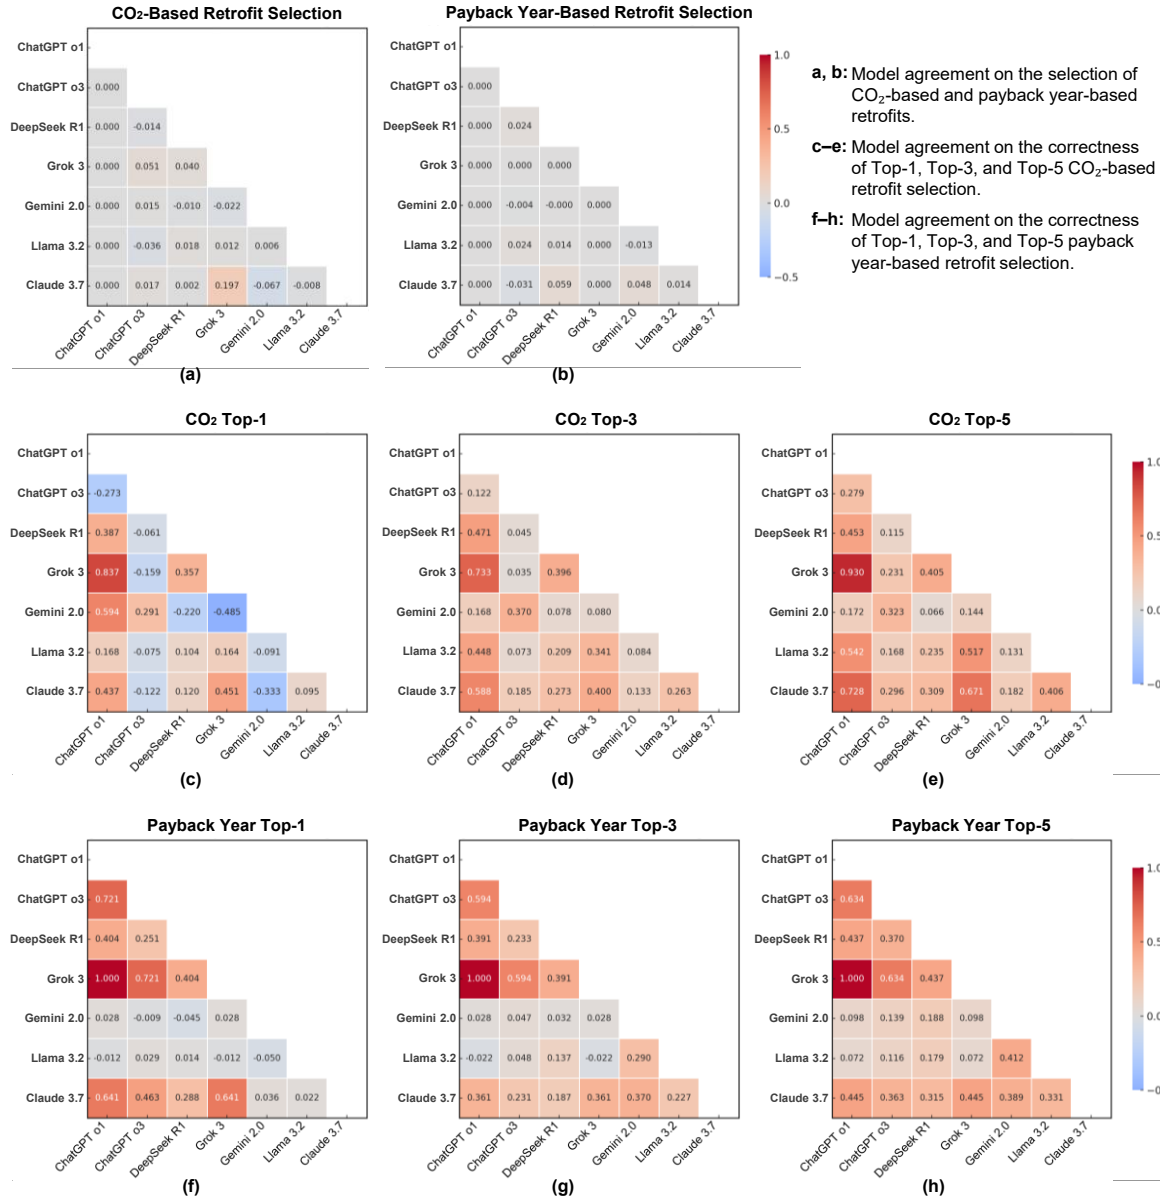 CO₂-Based Retrofit Selection
ChatGPT o1
ChatGPT o3
0.000
DeepSeek R1
0.000 -0.014
Grok 3
0.000 0.051 0.040
Gemini 2.0
0.000 0.015 -0.010 -0.022
Llama 3.2
0.000 -0.036 0.018 0.012 0.006
Claude 3.7
0.000 0.017 0.002 0.197 -0.067 -0.008
ChatGPT o1 ChatGPT o3 DeepSeek R1 Grok 3 Gemini 2.0 Llama 3.2 Claude 3.7
(a)
Payback Year-Based Retrofit Selection
ChatGPT o1
ChatGPT o3
0.000
DeepSeek R1
0.000 0.024
Grok 3
0.000 0.000 0.000
Gemini 2.0
0.000 -0.004 -0.000 0.000
Llama 3.2
0.000 0.024 0.014 0.000 -0.013
Claude 3.7
0.000 -0.031 0.059 0.000 0.048 0.014
ChatGPT o1 ChatGPT o3 DeepSeek R1 Grok 3 Gemini 2.0 Llama 3.2 Claude 3.7
(b)
1.0
0.5
0.0
−0.5
a, b: Model agreement on the selection of
CO₂-based and payback year-based
retrofits.
c–e: Model agreement on the correctness
of Top-1, Top-3, and Top-5 CO₂-based
retrofit selection.
f–h: Model agreement on the correctness
of Top-1, Top-3, and Top-5 payback
year-based retrofit selection.
CO₂ Top-1
ChatGPT o1
ChatGPT o3
-0.273
DeepSeek R1
0.387 -0.061
Grok 3
0.837 -0.159 0.357
Gemini 2.0
0.594 0.291 -0.220 -0.485
Llama 3.2
0.168 -0.075 0.104 0.164 -0.091
Claude 3.7
0.437 -0.122 0.120 0.451 -0.333 0.095
ChatGPT o1 ChatGPT o3 DeepSeek R1 Grok 3 Gemini 2.0 Llama 3.2 Claude 3.7
(c)
CO₂ Top-3
ChatGPT o1
ChatGPT o3
0.122
DeepSeek R1
0.471 0.045
Grok 3
0.733 0.035 0.396
Gemini 2.0
0.168 0.370 0.078 0.080
Llama 3.2
0.448 0.073 0.209 0.341 0.084
Claude 3.7
0.588 0.185 0.273 0.400 0.133 0.263
ChatGPT o1 ChatGPT o3 DeepSeek R1 Grok 3 Gemini 2.0 Llama 3.2 Claude 3.7
(d)
CO₂ Top-5
ChatGPT o1
ChatGPT o3
0.279
DeepSeek R1
0.453 0.115
Grok 3
0.930 0.231 0.405
Gemini 2.0
0.172 0.323 0.066 0.144
Llama 3.2
0.542 0.168 0.235 0.517 0.131
Claude 3.7
0.728 0.296 0.309 0.671 0.182 0.406
ChatGPT o1 ChatGPT o3 DeepSeek R1 Grok 3 Gemini 2.0 Llama 3.2 Claude 3.7
(e)
1.0
0.5
0.0
Payback Year Top-1
ChatGPT o1
ChatGPT o3
0.721
DeepSeek R1
0.404 0.251
Grok 3
1.000 0.721 0.404
Gemini 2.0
0.028 -0.009 -0.045 0.028
Llama 3.2
-0.012 0.029 0.014 -0.012 -0.050
Claude 3.7
0.641 0.463 0.288 0.641 0.036 0.022
ChatGPT o1 ChatGPT o3 DeepSeek R1 Grok 3 Gemini 2.0 Llama 3.2 Claude 3.7
(f)
Payback Year Top-3
ChatGPT o1
ChatGPT o3
0.594
DeepSeek R1
0.391 0.233
Grok 3
1.000 0.594 0.391
Gemini 2.0
0.028 0.047 0.032 0.028
Llama 3.2
-0.022 0.048 0.137 -0.022 0.290
Claude 3.7
0.361 0.231 0.187 0.361 0.370 0.227
ChatGPT o1 ChatGPT o3 DeepSeek R1 Grok 3 Gemini 2.0 Llama 3.2 Claude 3.7
(g)
Payback Year Top-5
ChatGPT o1
ChatGPT o3
0.634
DeepSeek R1
0.437 0.370
Grok 3
1.000 0.634 0.437
Gemini 2.0
0.098 0.139 0.188 0.098
Llama 3.2
0.072 0.116 0.179 0.072 0.412
Claude 3.7
0.445 0.363 0.315 0.445 0.389 0.331
ChatGPT o1 ChatGPT o3 DeepSeek R1 Grok 3 Gemini 2.0 Llama 3.2 Claude 3.7
(h)
1.0
0.5
0.0